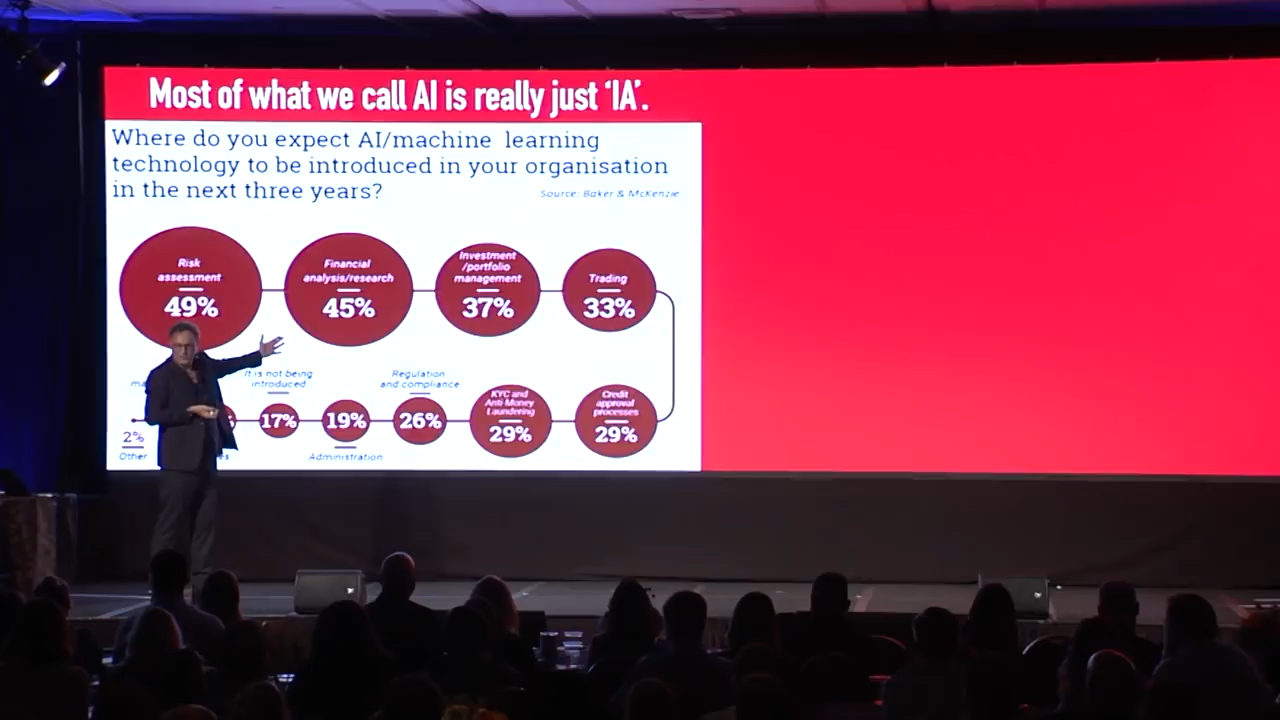 Most of what we call AI is really just ‘IA’.
Where do you expect AI/machine learning
technology to be introduced in your organisation
in the next three years?
Source: Baker & McKenzie
Risk
assessment
49%
Financial
analysis/research
45%
Investment
/portfolio
management
37%
Trading
33%
It is not being
introduced
17%
19%
Administration
Regulation
and compliance
26%
KYC and
Anti Money
Laundering
29%
Credit
approval
processes
29%
2%
Other